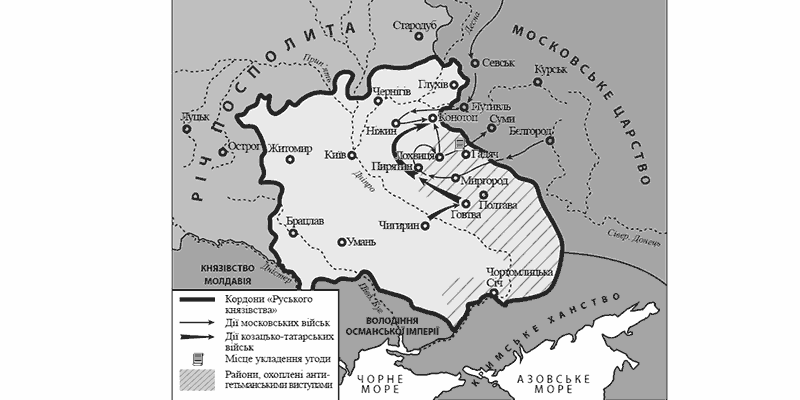 Стародуб
Десна
РІЧ ПОСПОЛИТА
МОСКОВСЬКЕ ЦАРСТВО
Прип'ять
Севськ
Курськ
Глухів
Чернігів
Путивль
Конотоп
Суми
Луцьк
Ніжин
Бєлгород
Острог
Житомир
Київ
Лохвиця
Гадяч
Пирятин
Дніпро
Миргород
Полтава
Говтва
Брацлав
Чигирин
Умань
Сівер. Донець
КНЯЗІВСТВО
МОЛДАВІЯ
Дністер
Чортомлицька
Січ
Півд. Буг
ВОЛОДІННЯ
ОСМАНСЬКОЇ ІМПЕРІЇ
КРИМСЬКЕ ХАНСТВО
ЧОРНЕ
МОРЕ
АЗОВСЬКЕ
МОРЕ
Кордони «Руського
князівства»
Дії московських військ
Дії козацько-татарських
військ
Місце укладення угоди
Райони, охоплені анти-
гетьманськими виступами